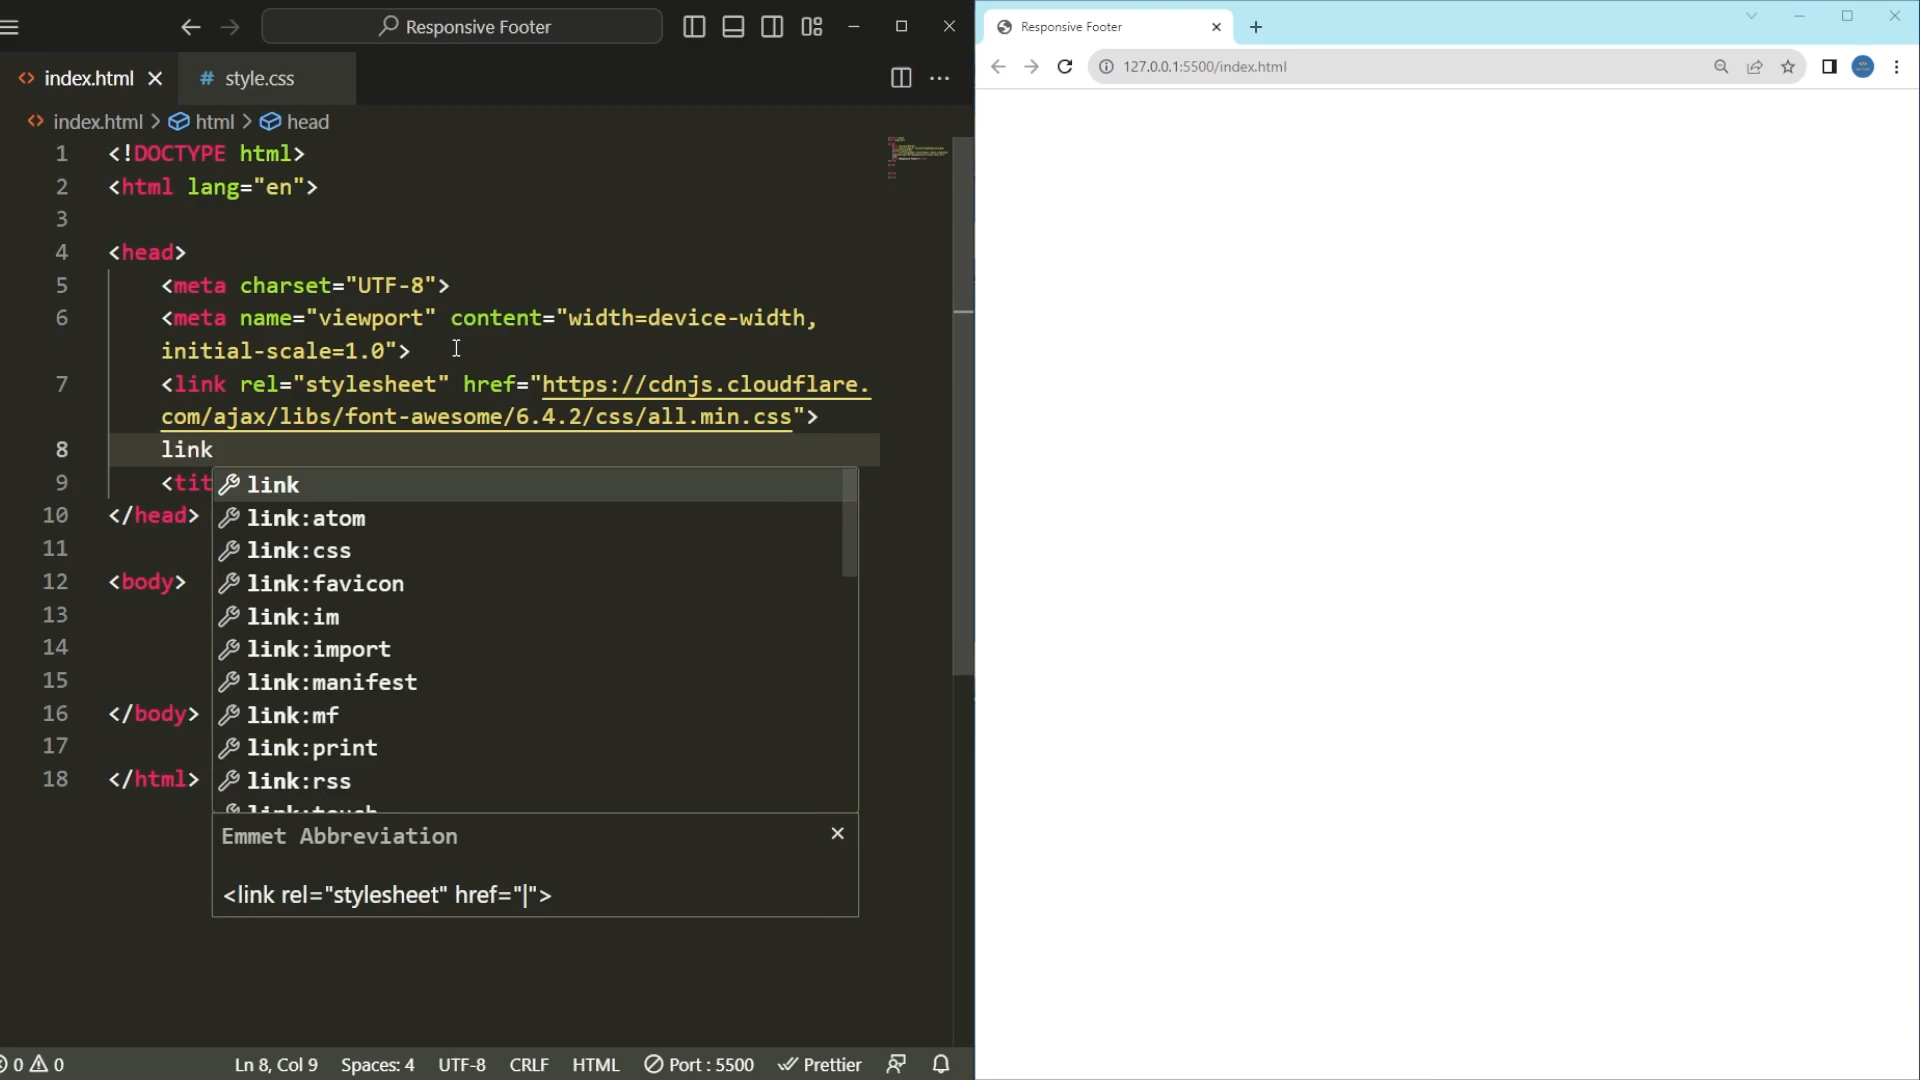 Responsive Footer
index.html
# style.css
index.html > html > head
1 <!DOCTYPE html>
2 <html lang="en">
3
4 <head>
5 <meta charset="UTF-8">
6 <meta name="viewport" content="width=device-width,
initial-scale=1.0">
7 <link rel="stylesheet" href="https://cdnjs.cloudflare.
com/ajax/libs/font-awesome/6.4.2/css/all.min.css">
8 link
9 <tit
10 </head>
11
12 <body>
13
14
15
16 </body>
17
18 </html>
link
link:atom
link:css
link:favicon
link:im
link:import
link:manifest
link:mf
link:print
link:rss
link:touch
Emmet Abbreviation
<link rel="stylesheet" href="|">
0 0 Ln 8, Col 9 Spaces: 4 UTF-8 CRLF HTML Port : 5500 Prettier
Responsive Footer
127.0.0.1:5500/index.html